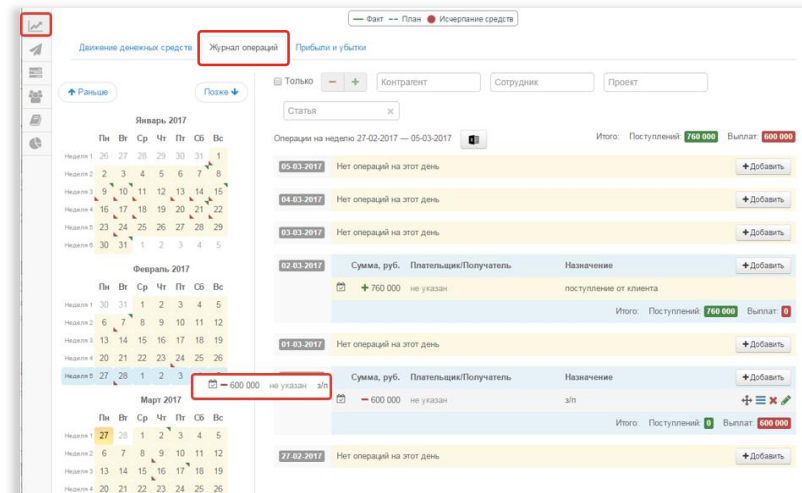 Факт План Исчерпание средств
Движение денежных средств Журнал операций Прибыли и убытки
Раньше Позже
Январь 2017
Пн Вт Ср Чт Пт Сб Вс
Неделя 1 26 27 28 29 30 31 1
Неделя 2 2 3 4 5 6 7 8
Неделя 3 9 10 11 12 13 14 15
Неделя 4 16 17 18 19 20 21 22
Неделя 5 23 24 25 26 27 28 29
Неделя 6 30 31 1 2 3 4 5
Февраль 2017
Пн Вт Ср Чт Пт Сб Вс
Неделя 1 30 31 1 2 3 4 5
Неделя 2 6 7 8 9 10 11 12
Неделя 3 13 14 15 16 17 18 19
Неделя 4 20 21 22 23 24 25 26
Неделя 5 27 28 1 2 3
Март 2017
Пн Вт Ср Чт Пт Сб Вс
Неделя 1 27 28 1 2 3 4 5
Неделя 2 6 7 8 9 10 11 12
Неделя 3 13 14 15 16 17 18 19
Неделя 4 20 21 22 23 24 25 26
Только − + Контрагент Сотрудник Проект
Статья ×
Операции на неделю 27-02-2017 — 05-03-2017 Итого: Поступлений: 760 000 Выплат: 600 000
05-03-2017 Нет операций на этот день +Добавить
04-03-2017 Нет операций на этот день +Добавить
03-03-2017 Нет операций на этот день +Добавить
02-03-2017 Сумма, руб. Плательщик/Получатель Назначение +Добавить
+ 760 000 не указан поступление от клиента
Итого: Поступлений: 760 000 Выплат: 0
01-03-2017 Нет операций на этот день +Добавить
Сумма, руб. Плательщик/Получатель Назначение +Добавить
− 600 000 не указан з/п
− 600 000 не указан з/п
Итого: Поступлений: 0 Выплат: 600 000
27-02-2017 Нет операций на этот день +Добавить